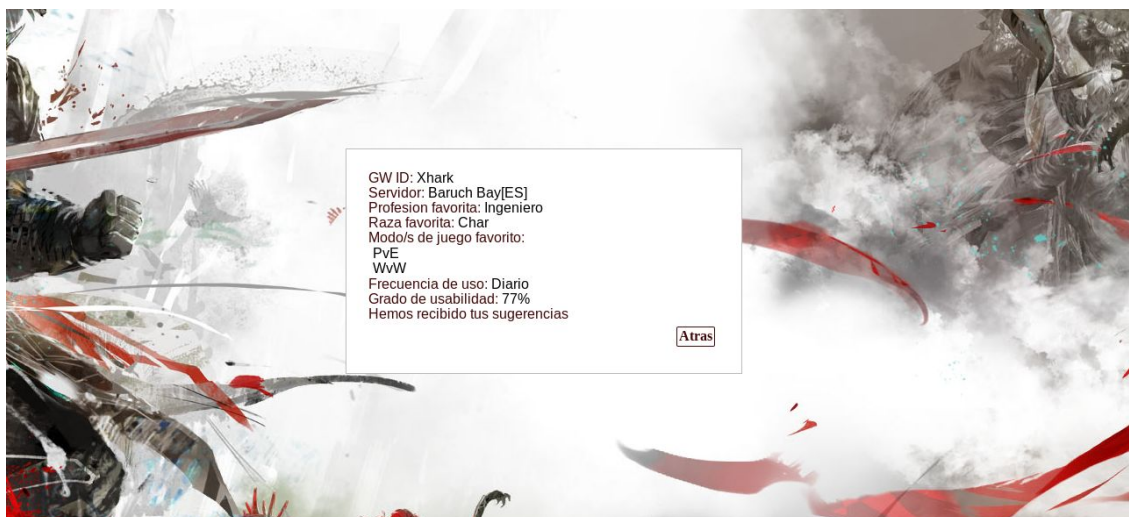 GW ID: Xhark
Servidor: Baruch Bay[ES]
Profesion favorita: Ingeniero
Raza favorita: Char
Modo/s de juego favorito:
PvE
WvW
Frecuencia de uso: Diario
Grado de usabilidad: 77%
Hemos recibido tus sugerencias
Atras